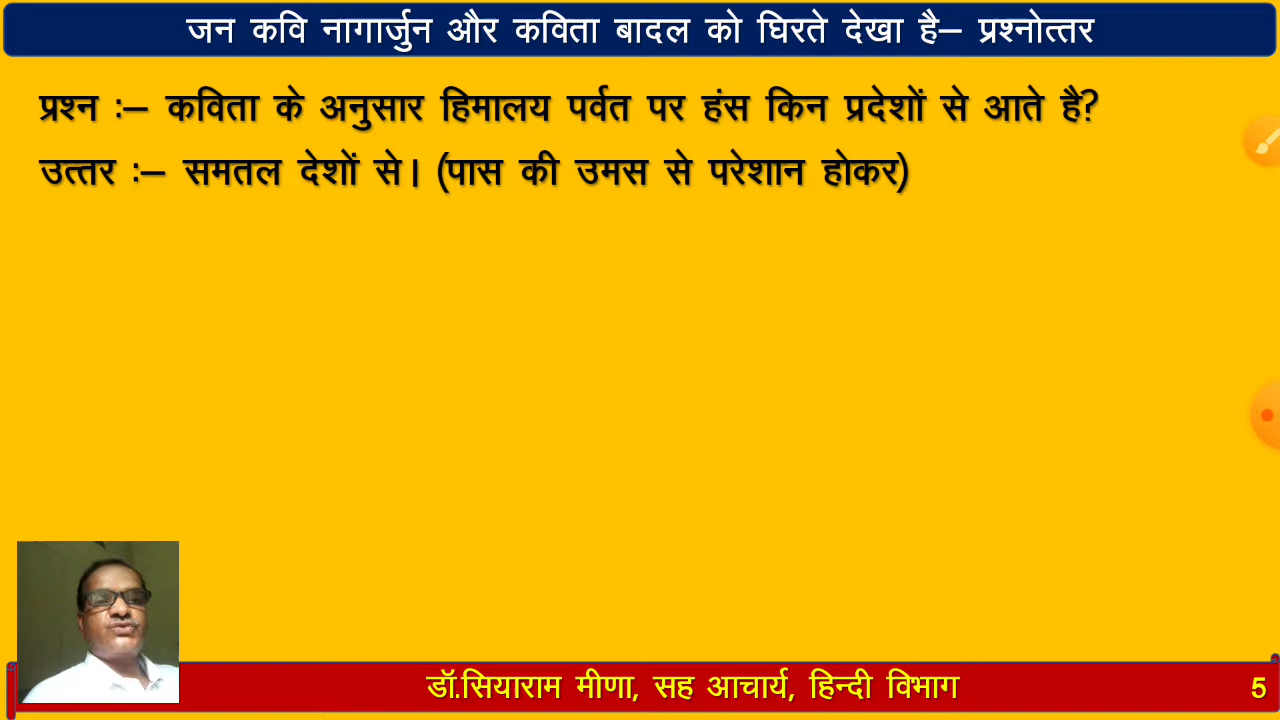 जन कवि नागार्जुन और कविता बादल को घिरते देखा है– प्रश्नोत्तर
प्रश्न :– कविता के अनुसार हिमालय पर्वत पर हंस किन प्रदेशों से आते है?
उत्तर :– समतल देशों से। (पास की उमस से परेशान होकर)
डॉ.सियाराम मीणा, सह आचार्य, हिन्दी विभाग
5